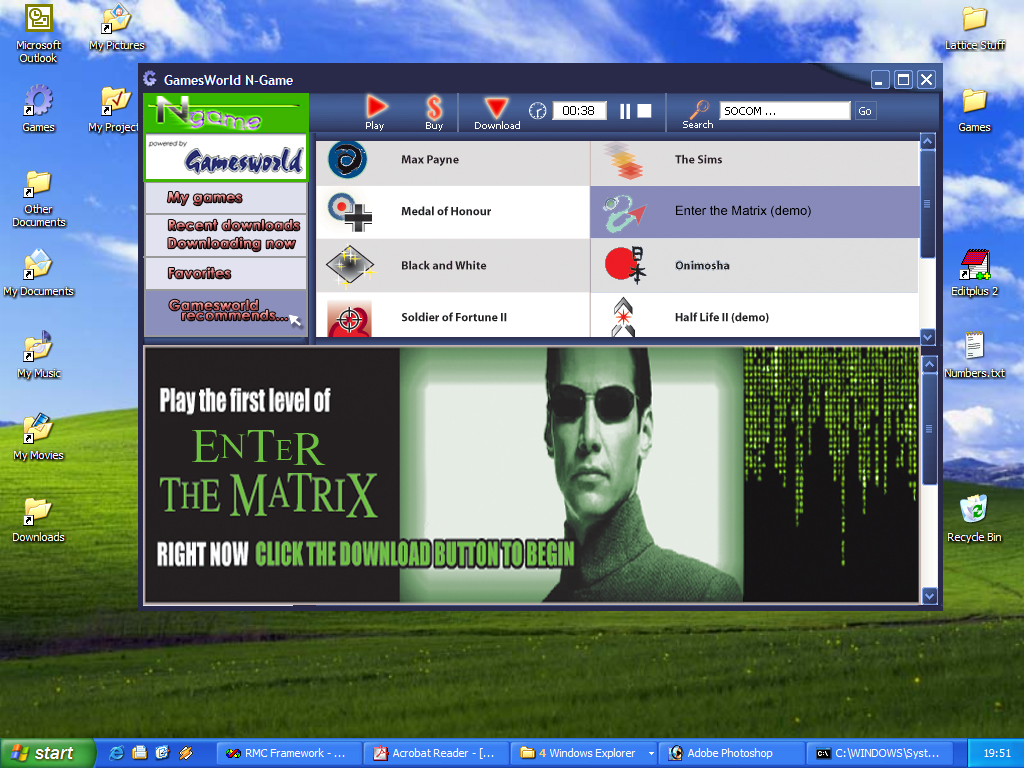 Microsoft
Outlook
My Pictures
Lattice Stuff
Games
My Project
Games
Other
Documents
My Documents
Editplus 2
My Music
Numbers.txt
My Movies
Downloads
Recycle Bin
GamesWorld N-Game
Ngame
powered by
Gamesworld
Play
Buy
Download
00:38
Search
SOCOM ...
Go
My games
Recent downloads
Downloading now
Favorites
Gamesworld
recommends...
Max Payne
The Sims
Medal of Honour
Enter the Matrix (demo)
Black and White
日本
Onimosha
Soldier of Fortune II
Half Life II (demo)
Play the first level of
ENTER
THE MATRIX
RIGHT NOW CLICK THE DOWNLOAD BUTTON TO BEGIN
start
RMC Framework - ...
Acrobat Reader - [...
4 Windows Explorer
Adobe Photoshop
C:\WINDOWS\Syst...
19:51